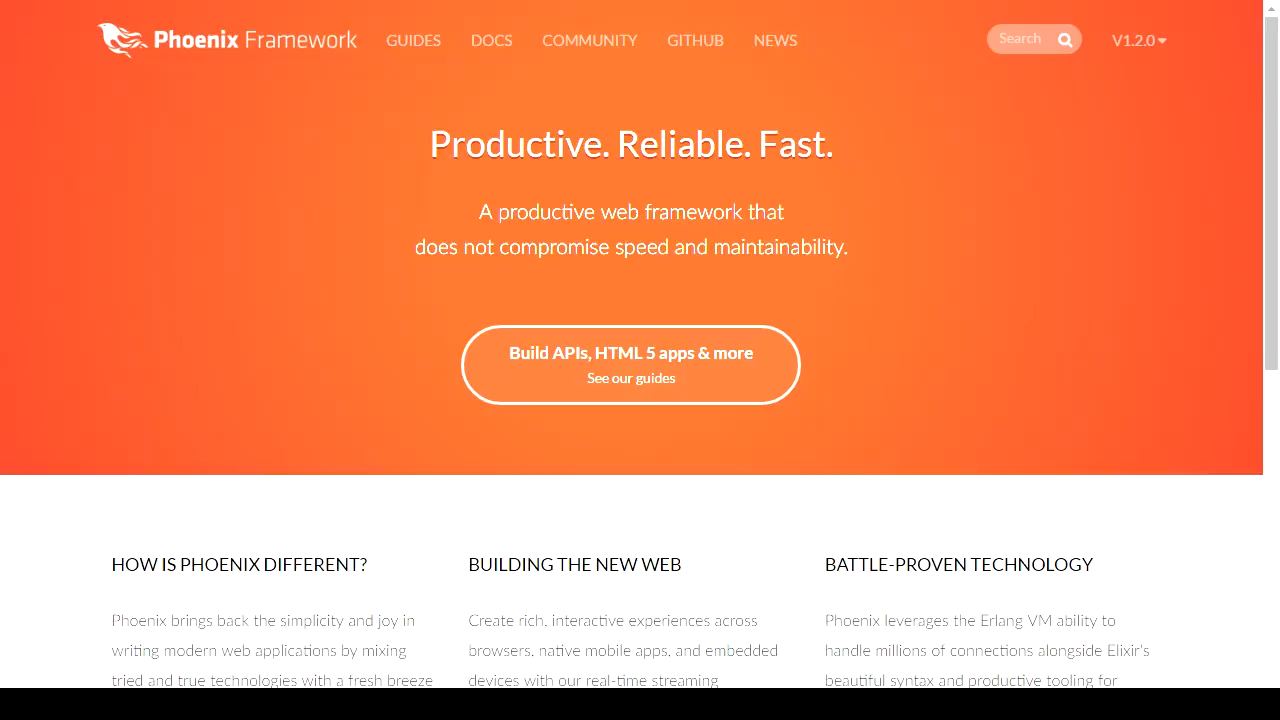 Phoenix Framework GUIDES DOCS COMMUNITY GITHUB NEWS Search V1.2.0
Productive. Reliable. Fast.
A productive web framework that
does not compromise speed and maintainability.
Build APIs, HTML 5 apps & more
See our guides
HOW IS PHOENIX DIFFERENT?
Phoenix brings back the simplicity and joy in
writing modern web applications by mixing
tried and true technologies with a fresh breeze
BUILDING THE NEW WEB
Create rich, interactive experiences across
browsers, native mobile apps, and embedded
devices with our real-time streaming
BATTLE-PROVEN TECHNOLOGY
Phoenix leverages the Erlang VM ability to
handle millions of connections alongside Elixir's
beautiful syntax and productive tooling for